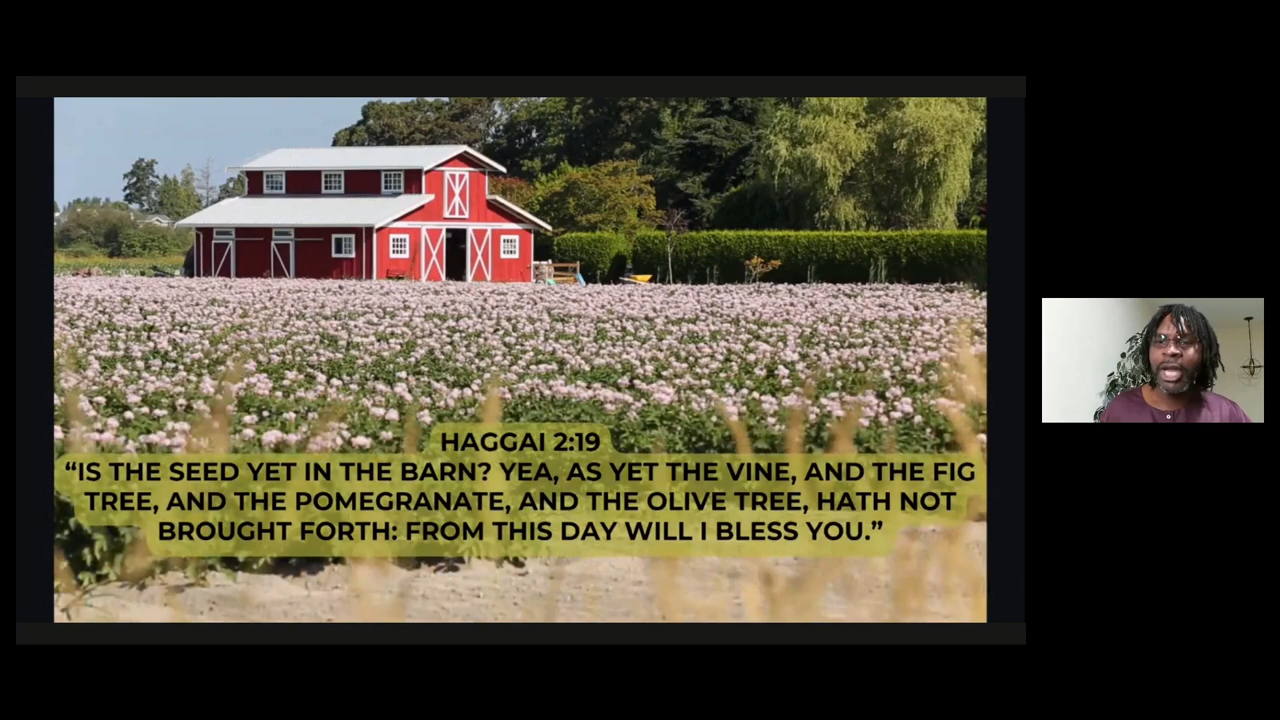 HAGGAI 2:19
“IS THE SEED YET IN THE BARN? YEA, AS YET THE VINE, AND THE FIG
TREE, AND THE POMEGRANATE, AND THE OLIVE TREE, HATH NOT
BROUGHT FORTH: FROM THIS DAY WILL I BLESS YOU.”